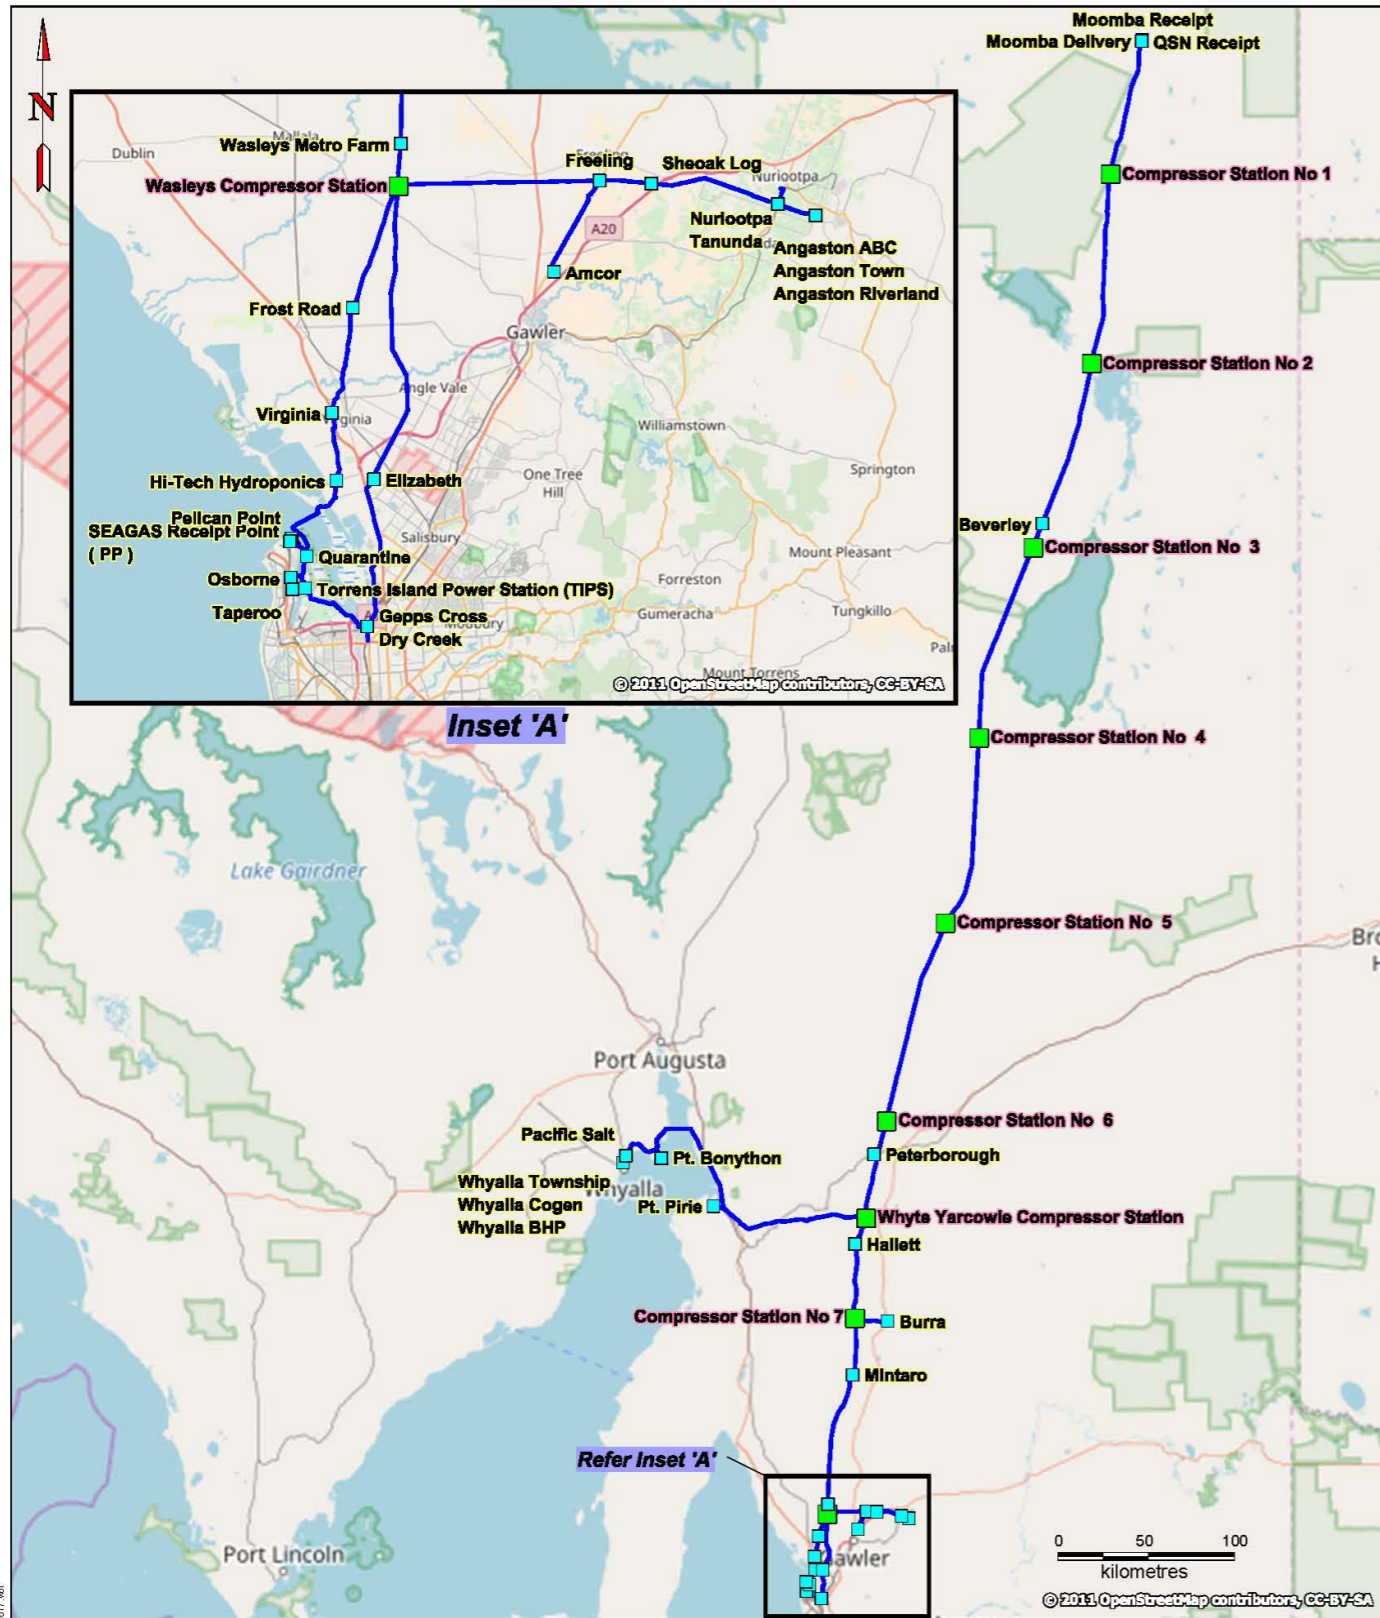 Moomba Receipt
Moomba Delivery
QSN Receipt
N
Compressor Station No 1
Compressor Station No 2
Beverley
Compressor Station No 3
Compressor Station No 4
Compressor Station No 5
Compressor Station No 6
Peterborough
Whyte Yarcowie Compressor Station
Hallett
Compressor Station No 7
Burra
Mintaro
Dublin
Mallala
Wasleys Metro Farm
Wasleys Compressor Station
Freeling
Freeling
Sheoak Log
Nuriootpa
Nuriootpa
Tanunda
Angaston ABC
Angaston Town
Angaston Riverland
A20
Amcor
Frost Road
Gawler
Angle Vale
Virginia
Virginia
Williamstown
Hi-Tech Hydroponics
Elizabeth
One Tree
Hill
Springton
Pelican Point
SEAGAS Receipt Point
( PP )
Salisbury
Quarantine
Mount Pleasant
Osborne
Torrens Island Power Station (TIPS)
Forreston
Taperoo
Gepps Cross
Dry Creek
Gumeracha
Tungkillo
Pal
Mount Torrens
© 2011 OpenStreetMap contributors, CC-BY-SA
Inset 'A'
Lake Gairdner
Bro
H
Port Augusta
Pacific Salt
Pt. Bonython
Whyalla Township
Whyalla Cogen
Whyalla BHP
Whyalla
Pt. Pirie
Refer Inset 'A'
Port Lincoln
Gawler
0 50 100
kilometres
© 2011 OpenStreetMap contributors, CC-BY-SA